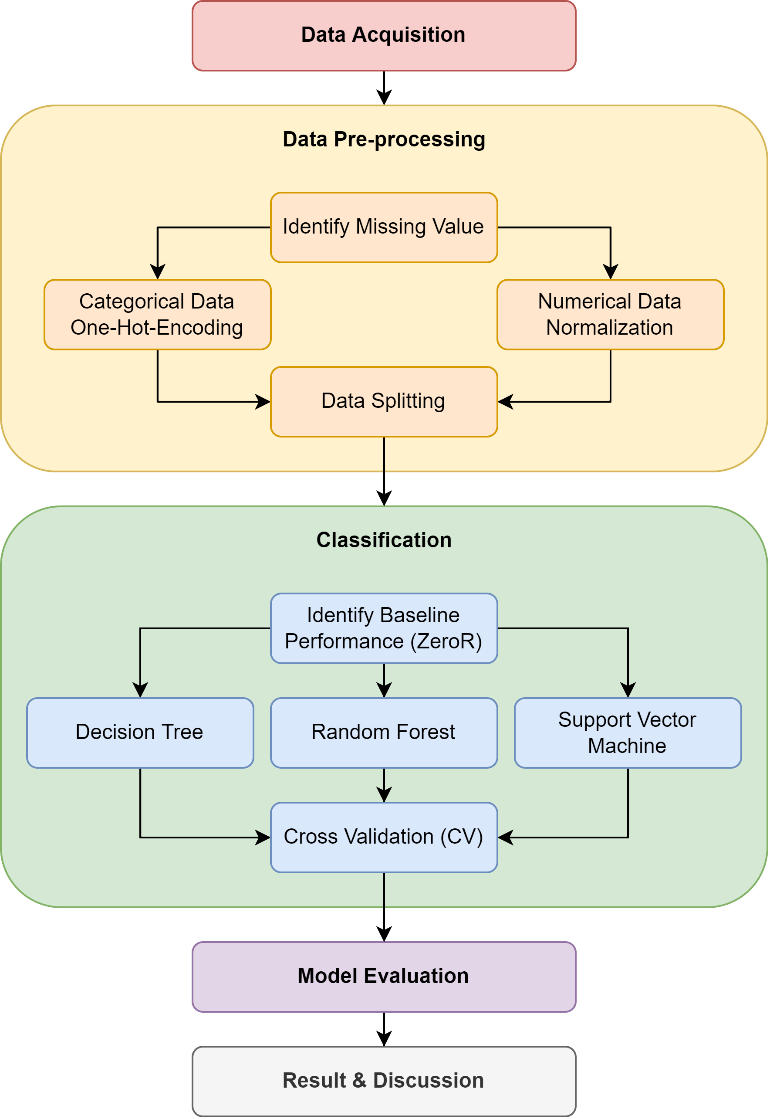 Data Acquisition
Data Pre-processing
Identify Missing Value
Categorical Data
One-Hot-Encoding
Numerical Data
Normalization
Data Splitting
Classification
Identify Baseline
Performance (ZeroR)
Decision Tree
Random Forest
Support Vector
Machine
Cross Validation (CV)
Model Evaluation
Result & Discussion